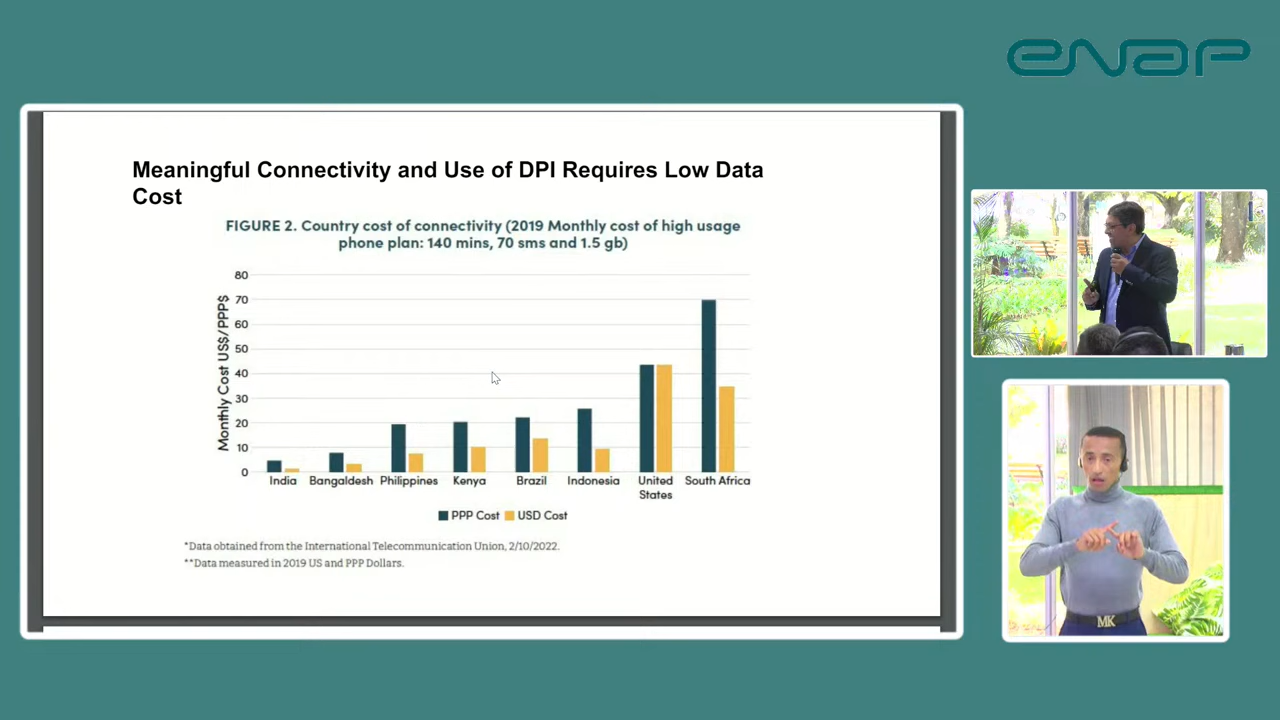 enap
Meaningful Connectivity and Use of DPI Requires Low Data
Cost
FIGURE 2. Country cost of connectivity (2019 Monthly cost of high usage
phone plan: 140 mins, 70 sms and 1.5 gb)
Monthly Cost US$/PPP$
80
70
60
50
40
30
20
10
0
India Bangaldesh Philippines Kenya Brazil Indonesia United States South Africa
PPP Cost USD Cost
*Data obtained from the International Telecommunication Union, 2/10/2022.
**Data measured in 2019 US and PPP Dollars.
MK